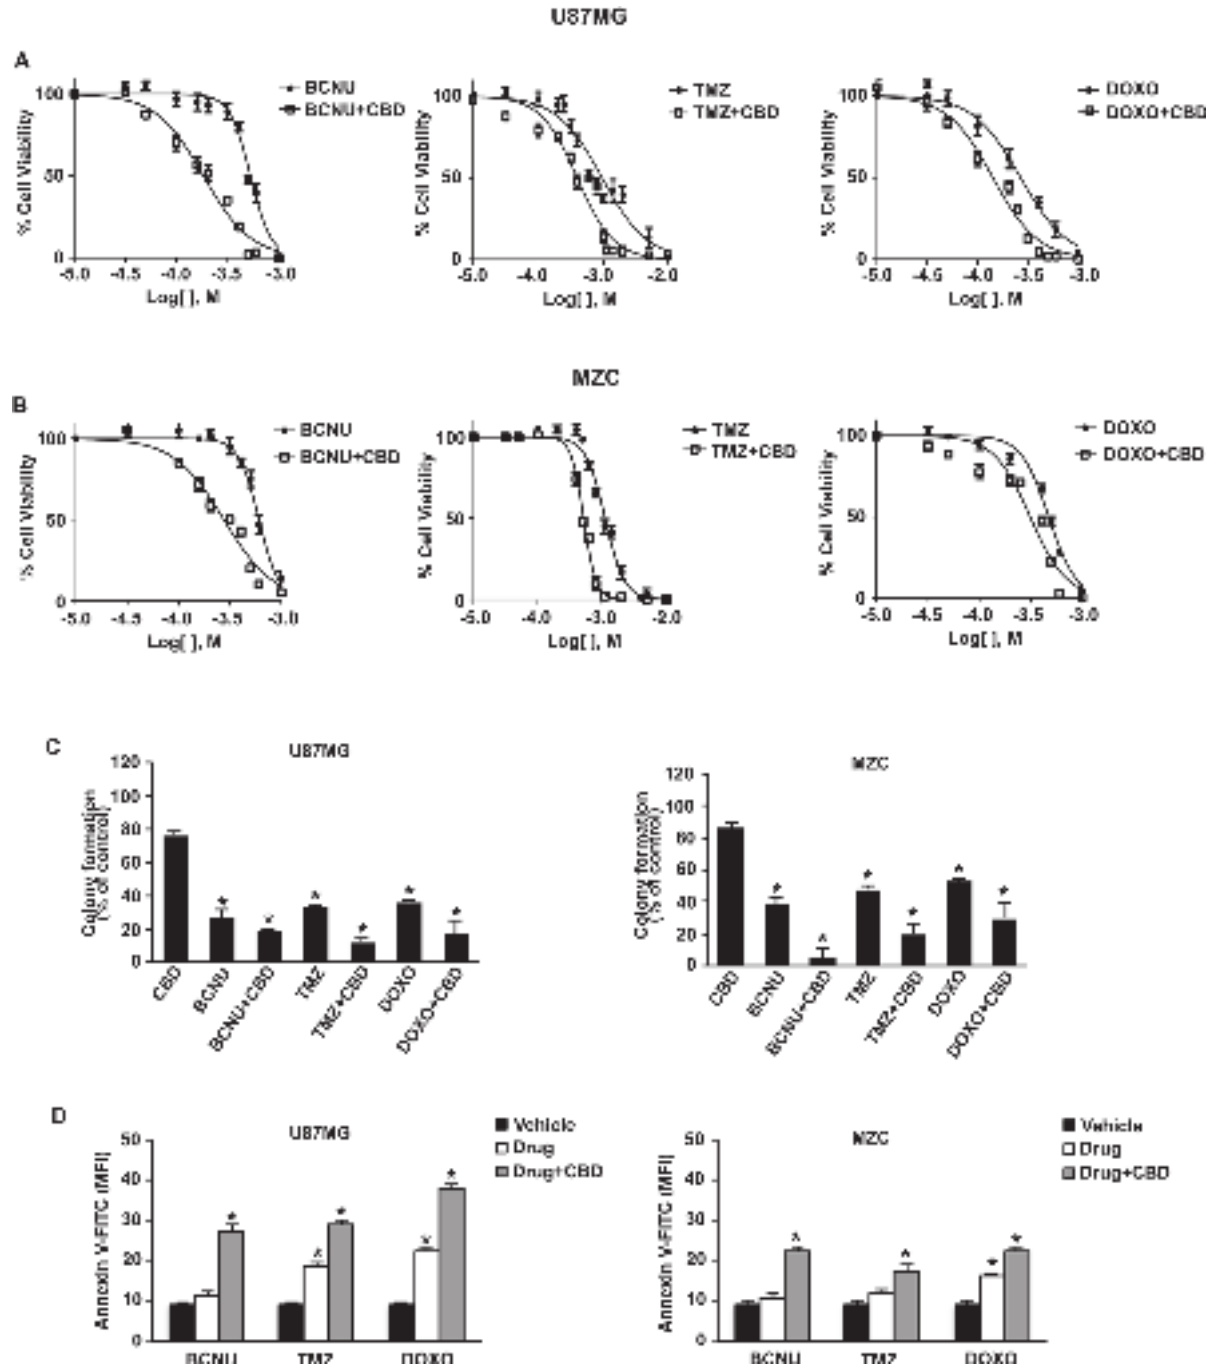 U87MG
A
BCNU
BCNU+CBD
% Cell Viability
100
50
0
-5.0 -4.5 -4.0 -3.5 -3.0
Log[ ], M
TMZ
TMZ+CBD
% Cell Viability
100
50
0
-5.0 -4.0 -3.0 -2.0
Log[ ], M
DOXO
DOXO+CBD
% Cell Viability
100
50
0
-5.0 -4.5 -4.0 -3.5 -3.0
Log[ ], M
MZC
B
BCNU
BCNU+CBD
% Cell Viability
100
50
0
-5.0 -4.5 -4.0 -3.5 -3.0
Log[ ], M
TMZ
TMZ+CBD
% Cell Viability
100
50
0
-5.0 -4.0 -3.0 -2.0
Log[ ], M
DOXO
DOXO+CBD
% Cell Viability
100
50
0
-5.0 -4.5 -4.0 -3.5 -3.0
Log[ ], M
C
U87MG
Colony formation
(% of control)
120
100
80
60
40
20
0
* * * * * *
CBD
BCNU
BCNU+CBD
TMZ
TMZ+CBD
DOXO
DOXO+CBD
MZC
Colony formation
(% of control)
120
100
80
60
40
20
0
* * * * * *
CBD
BCNU
BCNU+CBD
TMZ
TMZ+CBD
DOXO
DOXO+CBD
D
U87MG
Vehicle
Drug
Drug+CBD
Annexin V-FITC (MFI)
50
40
30
20
10
0
* * * * *
BCNU TMZ DOXO
MZC
Vehicle
Drug
Drug+CBD
Annexin V-FITC (MFI)
50
40
30
20
10
0
* * * *
BCNU TMZ DOXO